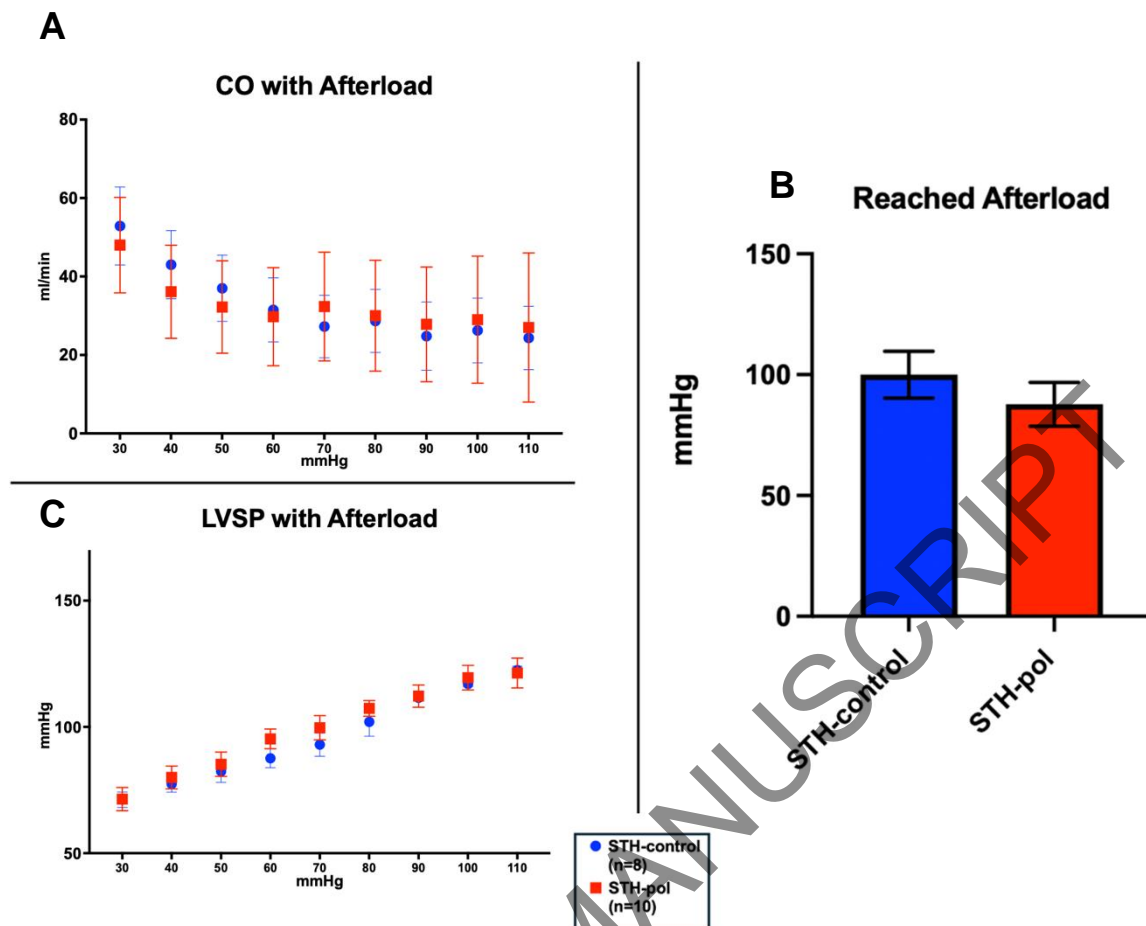 A
CO with Afterload
80
60
40
20
0
ml/min
30 40 50 60 70 80 90 100 110
mmHg
B
Reached Afterload
150
100
50
0
mmHg
STH-control
STH-pol
C
LVSP with Afterload
150
100
50
mmHg
30 40 50 60 70 80 90 100 110
mmHg
STH-control
(n=8)
STH-pol
(n=10)
MANUSCRIPT